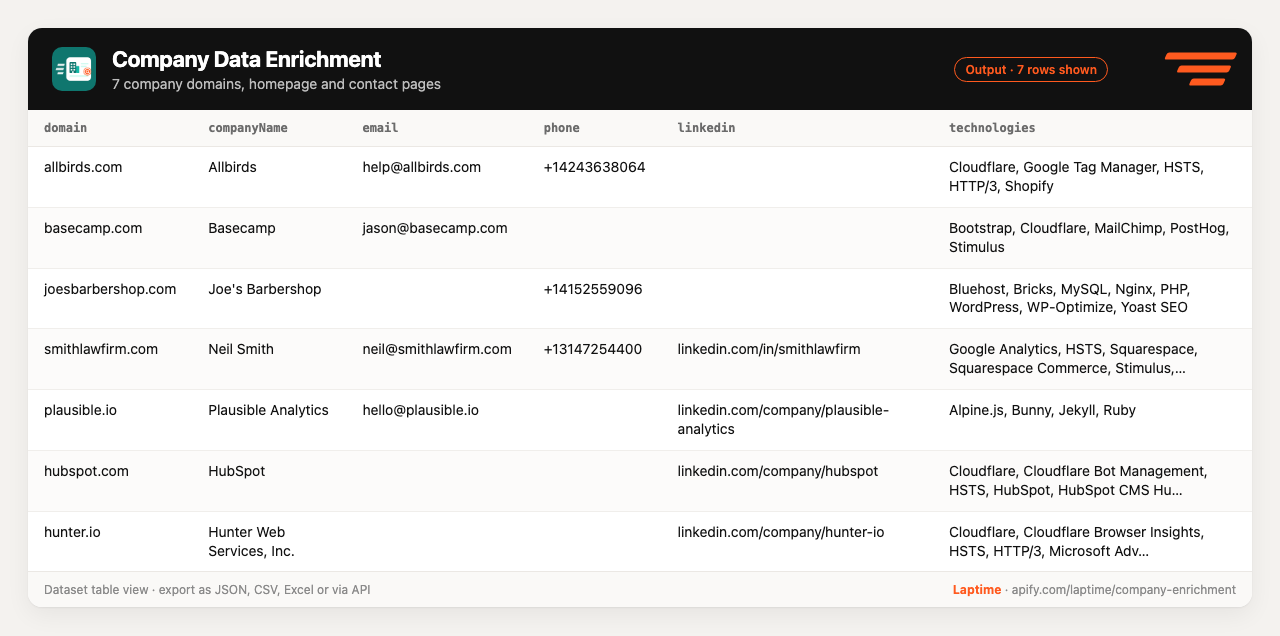 Company Data Enrichment
7 company domains, homepage and contact pages
Output · 7 rows shown
domain companyName email phone linkedin technologies
allbirds.com Allbirds help@allbirds.com +14243638064 Cloudflare, Google Tag Manager, HSTS,
HTTP/3, Shopify
basecamp.com Basecamp jason@basecamp.com Bootstrap, Cloudflare, MailChimp, PostHog,
Stimulus
joesbarbershop.com Joe's Barbershop +14152559096 Bluehost, Bricks, MySQL, Nginx, PHP,
WordPress, WP-Optimize, Yoast SEO
smithlawfirm.com Neil Smith neil@smithlawfirm.com +13147254400 linkedin.com/in/smithlawfirm Google Analytics, HSTS, Squarespace,
Squarespace Commerce, Stimulus,...
plausible.io Plausible Analytics hello@plausible.io linkedin.com/company/plausible- Alpine.js, Bunny, Jekyll, Ruby
analytics
hubspot.com HubSpot linkedin.com/company/hubspot Cloudflare, Cloudflare Bot Management,
HSTS, HubSpot, HubSpot CMS Hu...
hunter.io Hunter Web linkedin.com/company/hunter-io Cloudflare, Cloudflare Browser Insights,
Services, Inc. HSTS, HTTP/3, Microsoft Adv...
Dataset table view · export as JSON, CSV, Excel or via API
Laptime · apify.com/laptime/company-enrichment